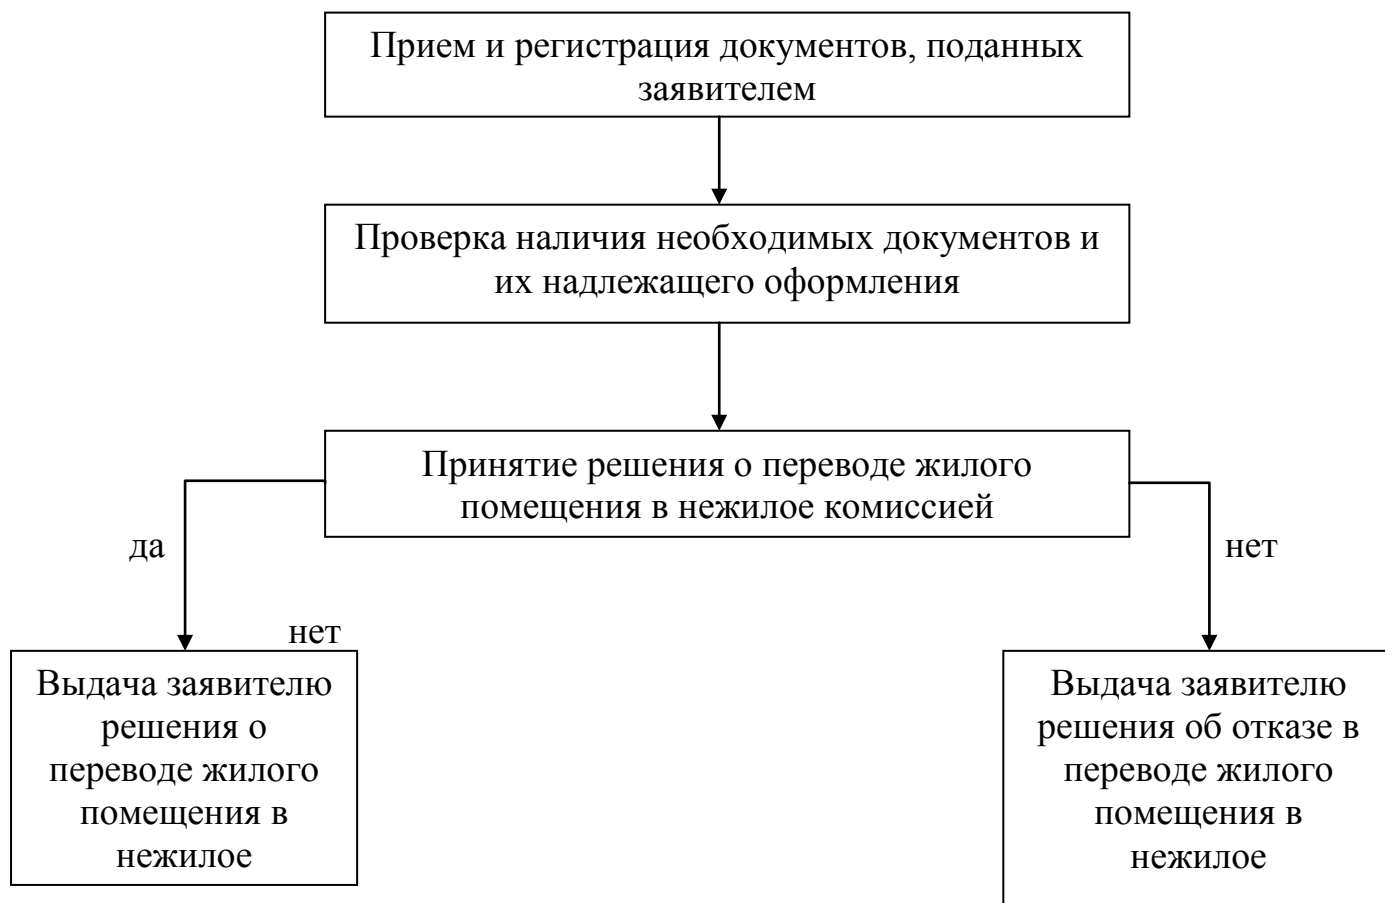 Прием и регистрация документов, поданных
заявителем
Проверка наличия необходимых документов и
их надлежащего оформления
Принятие решения о переводе жилого
помещения в нежилое комиссией
да
нет
нет
Выдача заявителю
решения о
переводе жилого
помещения в
нежилое
Выдача заявителю
решения об отказе в
переводе жилого
помещения в
нежилое